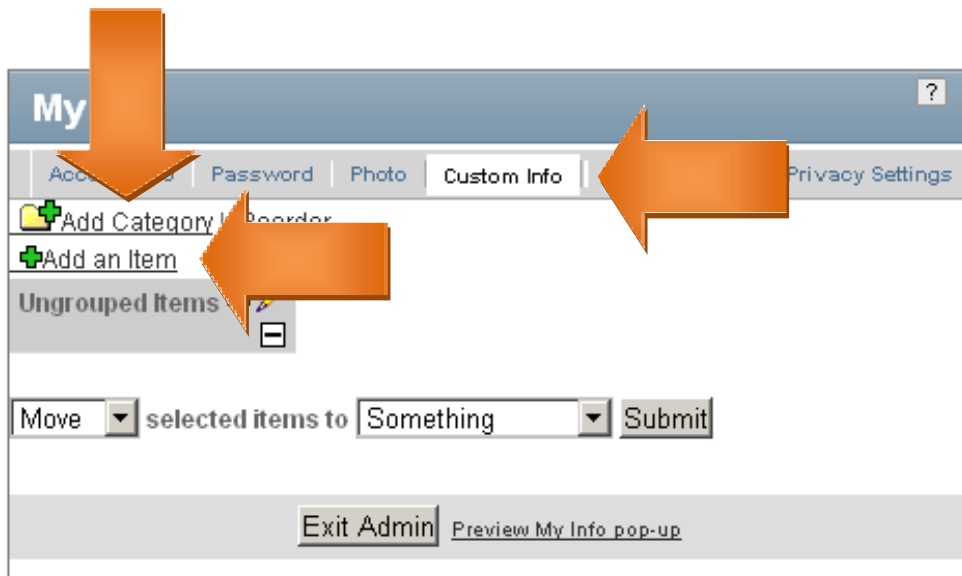 My
?
Password Photo Custom Info Privacy Settings
Add Category Reorder
Add an Item
Ungrouped Items
Move selected items to Something Submit
Exit Admin Preview My Info pop-up